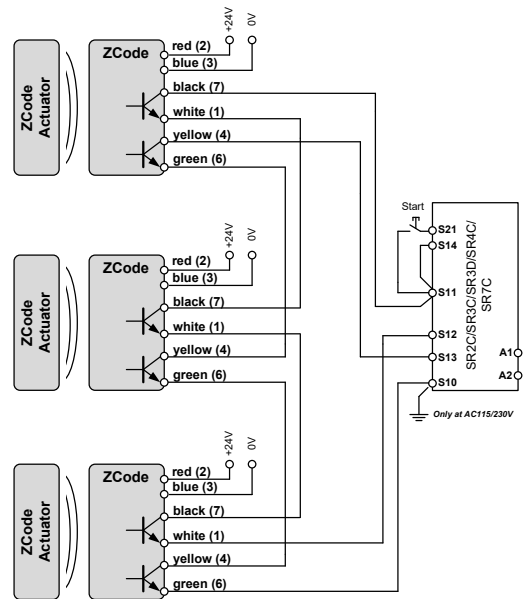 ZCode
Actuator
ZCode
red (2)
blue (3)
black (7)
white (1)
yellow (4)
green (6)
+24V
0V
ZCode
Actuator
ZCode
red (2)
blue (3)
black (7)
white (1)
yellow (4)
green (6)
+24V
0V
ZCode
Actuator
ZCode
red (2)
blue (3)
black (7)
white (1)
yellow (4)
green (6)
+24V
0V
Start
S21
S14
S11
S12
S13
S10
SR2C/SR3C/SR3D/SR4C/
SR7C
A1
A2
Only at AC115/230V